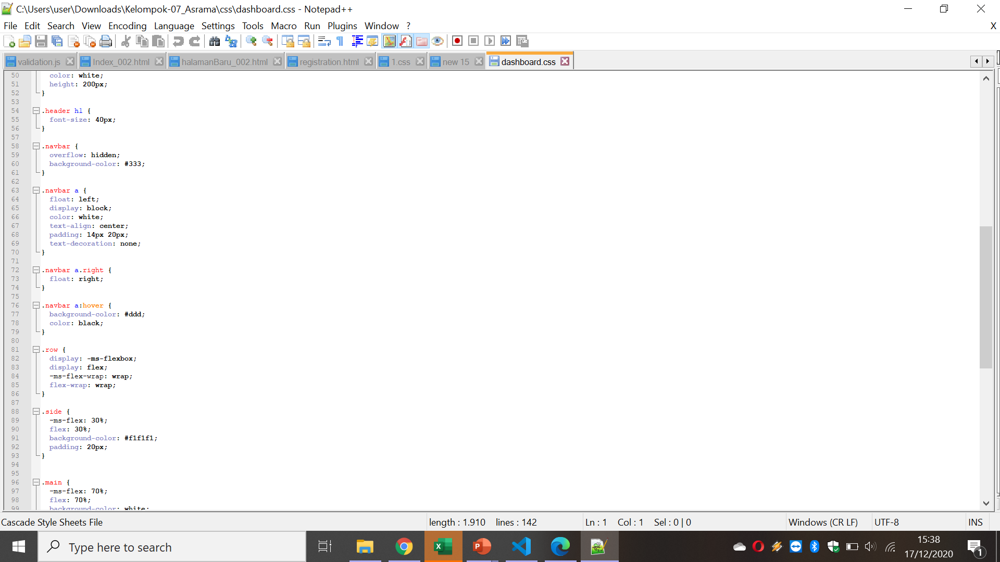 C:\Users\user\Downloads\Kelompok-07_Asrama\css\dashboard.css - Notepad++
File Edit Search View Encoding Language Settings Tools Macro Run Plugins Window ? X
validation.js Index_002.html halamanBaru_002.html registration.html 1.css new 15 dashboard.css
50 color: white;
51 height: 200px;
52 }
53
54 .header h1 {
55 font-size: 40px;
56 }
57
58 .navbar {
59 overflow: hidden;
60 background-color: #333;
61 }
62
63 .navbar a {
64 float: left;
65 display: block;
66 color: white;
67 text-align: center;
68 padding: 14px 20px;
69 text-decoration: none;
70 }
71
72 .navbar a.right {
73 float: right;
74 }
75
76 .navbar a:hover {
77 background-color: #ddd;
78 color: black;
79 }
80
81 .row {
82 display: -ms-flexbox;
83 display: flex;
84 -ms-flex-wrap: wrap;
85 flex-wrap: wrap;
86 }
87
88 .side {
89 -ms-flex: 30%;
90 flex: 30%;
91 background-color: #f1f1f1;
92 padding: 20px;
93 }
94
95
96 .main {
97 -ms-flex: 70%;
98 flex: 70%;
99 background-color: white;
Cascade Style Sheets File length : 1.910 lines : 142 Ln : 1 Col : 1 Sel : 0 | 0 Windows (CR LF) UTF-8 INS
Type here to search
15:38
17/12/2020
1